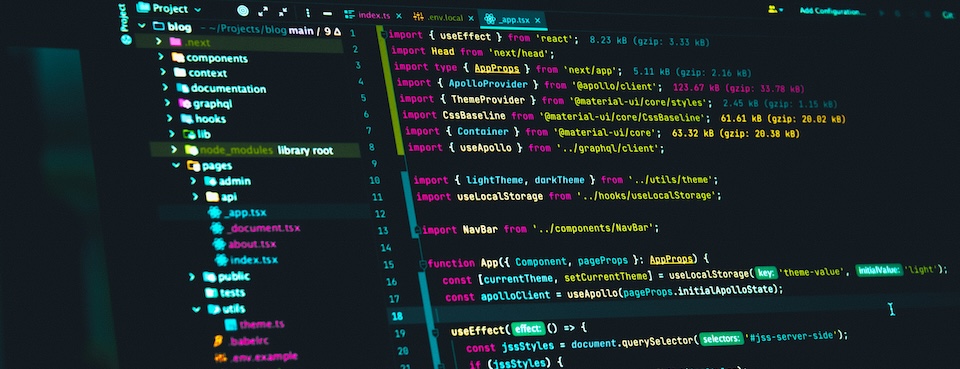 Project
Project
Add Configuration...
Git
blog ~/Projects/blog main / 9 Δ
.next
components
context
documentation
graphql
hooks
lib
node_modules library root
pages
admin
api
_app.tsx
_document.tsx
about.tsx
index.tsx
public
tests
utils
theme.ts
.babelrc
.env.example
index.ts × .env.local × _app.tsx ×
1 import { useEffect } from 'react'; 8.23 kB (gzip: 3.33 kB)
2 import Head from 'next/head';
3 import type { AppProps } from 'next/app'; 5.11 kB (gzip: 2.16 kB)
4 import { ApolloProvider } from '@apollo/client'; 123.67 kB (gzip: 33.78 kB)
5 import { ThemeProvider } from '@material-ui/core/styles'; 2.45 kB (gzip: 1.15 kB)
6 import CssBaseline from '@material-ui/core/CssBaseline'; 61.61 kB (gzip: 20.02 kB)
7 import { Container } from '@material-ui/core'; 63.32 kB (gzip: 20.38 kB)
8 import { useApollo } from '../graphql/client';
9
10 import { lightTheme, darkTheme } from '../utils/theme';
11 import useLocalStorage from '../hooks/useLocalStorage';
12
13 import NavBar from '../components/NavBar';
14
15 function App({ Component, pageProps }: AppProps) {
16 const [currentTheme, setCurrentTheme] = useLocalStorage( key: 'theme-value', initialValue: 'light');
17 const apolloClient = useApollo(pageProps.initialApolloState);
18
19 useEffect( effect: () => {
20 const jssStyles = document.querySelector( selectors: '#jss-server-side');
21 if (jssStyles) {